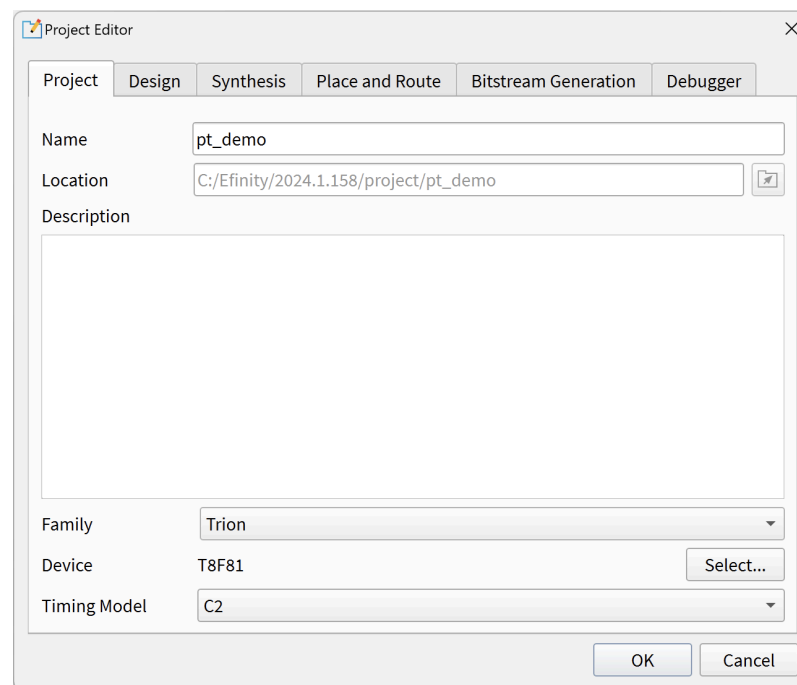 Project Editor
Project Design Synthesis Place and Route Bitstream Generation Debugger
Name pt_demo
Location C:/Efinity/2024.1.158/project/pt_demo
Description
Family Trion
Device T8F81 Select...
Timing Model C2
OK Cancel